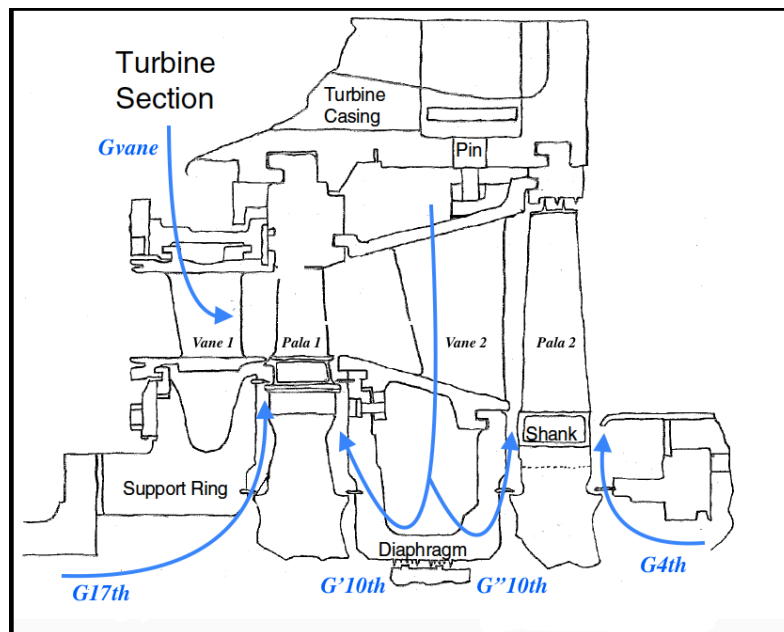 Turbine
Section
Gvane
Turbine
Casing
Pin
Vane 1
Pala 1
Vane 2
Pala 2
Shank
Support Ring
Diaphragm
G17th
G'10th
G"10th
G4th